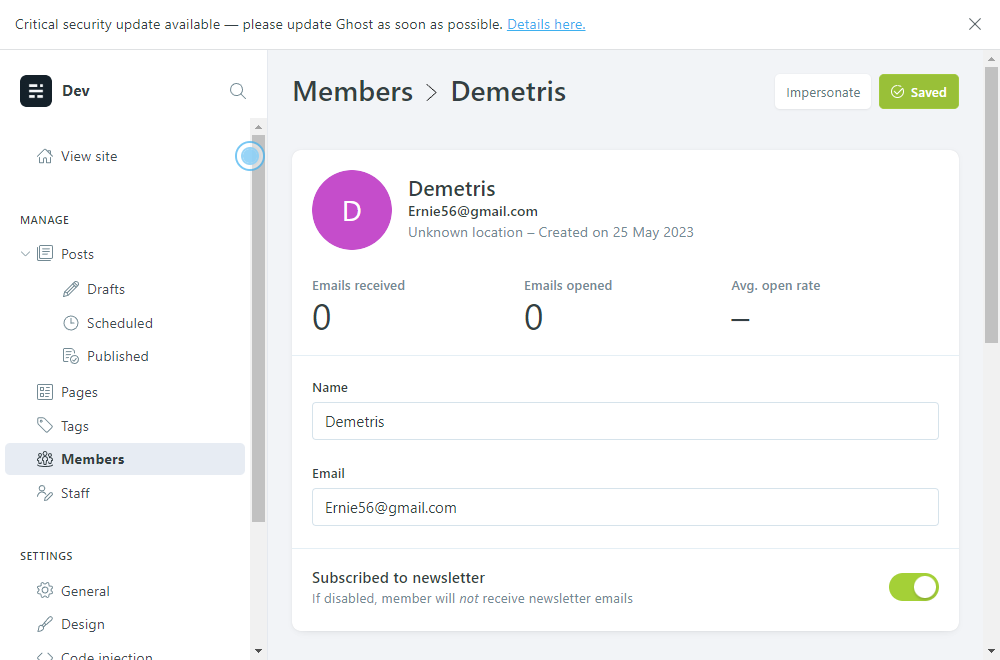 Critical security update available — please update Ghost as soon as possible. Details here.
Dev
View site
MANAGE
Posts
Drafts
Scheduled
Published
Pages
Tags
Members
Staff
SETTINGS
General
Design
Code injection
Members > Demetris
Impersonate
Saved
D
Demetris
Ernie56@gmail.com
Unknown location – Created on 25 May 2023
Emails received
0
Emails opened
0
Avg. open rate
–
Name
Demetris
Email
Ernie56@gmail.com
Subscribed to newsletter
If disabled, member will not receive newsletter emails